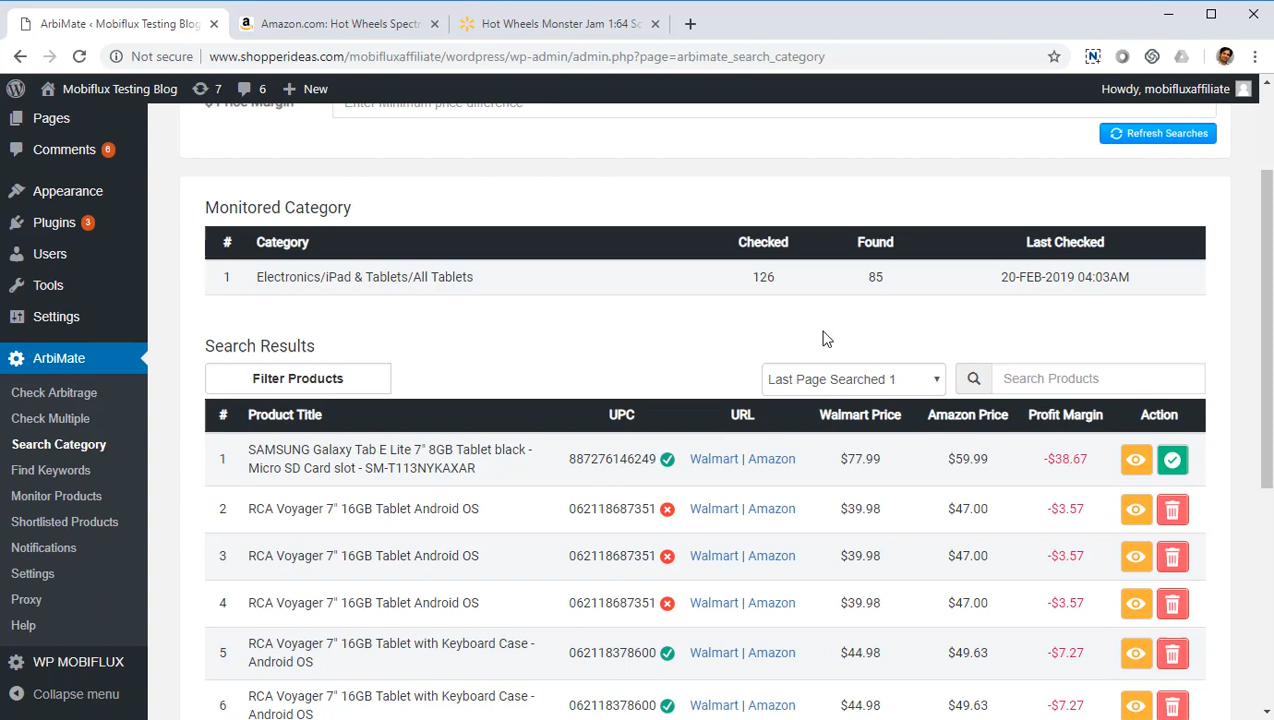 ArbiMate ‹ Mobiflux Testing Blog
Amazon.com: Hot Wheels Spectr
Hot Wheels Monster Jam 1:64 Sc
Not secure www.shopperideas.com/mobifluxaffiliate/wordpress/wp-admin/admin.php?page=arbimate_search_category
Mobiflux Testing Blog 7 6 New Howdy, mobifluxaffiliate
Pages
Comments 6
Appearance
Plugins 3
Users
Tools
Settings
ArbiMate
Check Arbitrage
Check Multiple
Search Category
Find Keywords
Monitor Products
Shortlisted Products
Notifications
Settings
Proxy
Help
WP MOBIFLUX
Collapse menu
$ Price Margin Enter Minimum price difference
Refresh Searches
Monitored Category
# Category Checked Found Last Checked
1 Electronics/iPad & Tablets/All Tablets 126 85 20-FEB-2019 04:03AM
Search Results
Filter Products Last Page Searched 1 Search Products
# Product Title UPC URL Walmart Price Amazon Price Profit Margin Action
1 SAMSUNG Galaxy Tab E Lite 7" 8GB Tablet black - 887276146249 Walmart | Amazon $77.99 $59.99 -$38.67
Micro SD Card slot - SM-T113NYKAXAR
2 RCA Voyager 7" 16GB Tablet Android OS 062118687351 Walmart | Amazon $39.98 $47.00 -$3.57
3 RCA Voyager 7" 16GB Tablet Android OS 062118687351 Walmart | Amazon $39.98 $47.00 -$3.57
4 RCA Voyager 7" 16GB Tablet Android OS 062118687351 Walmart | Amazon $39.98 $47.00 -$3.57
5 RCA Voyager 7" 16GB Tablet with Keyboard Case - 062118378600 Walmart | Amazon $44.98 $49.63 -$7.27
Android OS
6 RCA Voyager 7" 16GB Tablet with Keyboard Case - 062118378600 Walmart | Amazon $44.98 $49.63 -$7.27
Android OS